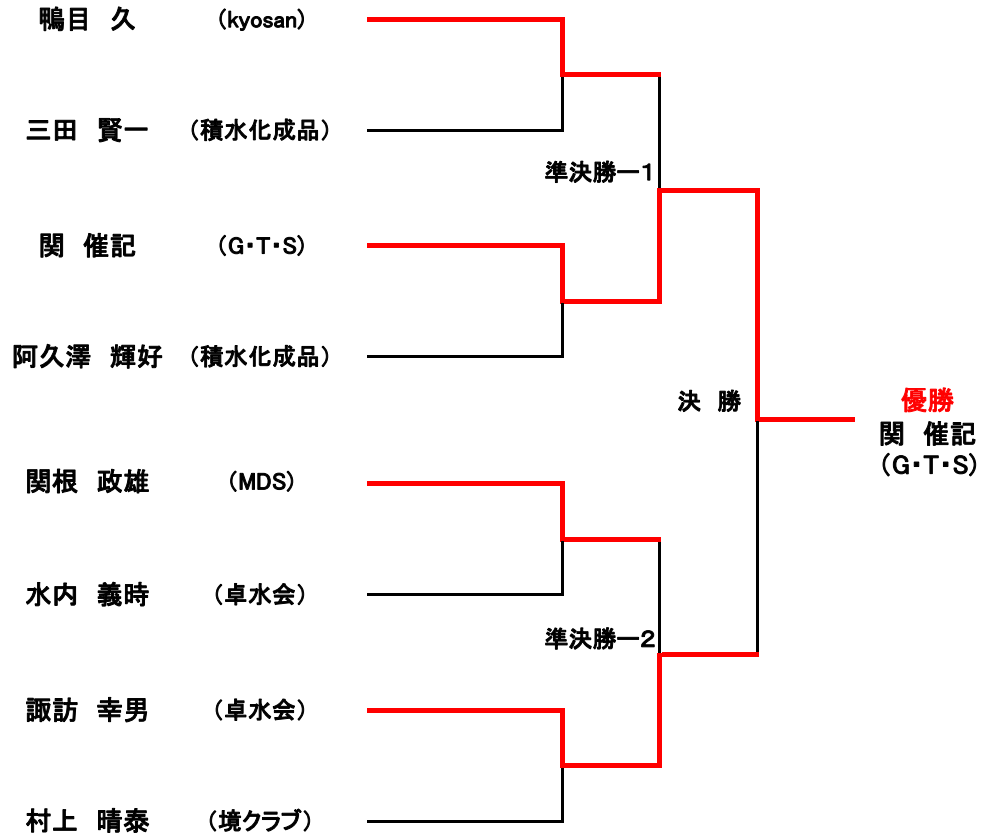 鴨目　久　（kyosan）
三田　賢一　（積水化成品）
準決勝ー１
関　催記　（G・T・S）
阿久澤　輝好　（積水化成品）
決　勝
優勝
関　催記
（G・T・S）
関根　政雄　（MDS）
水内　義時　（卓水会）
準決勝ー２
諏訪　幸男　（卓水会）
村上　晴泰　（境クラブ）